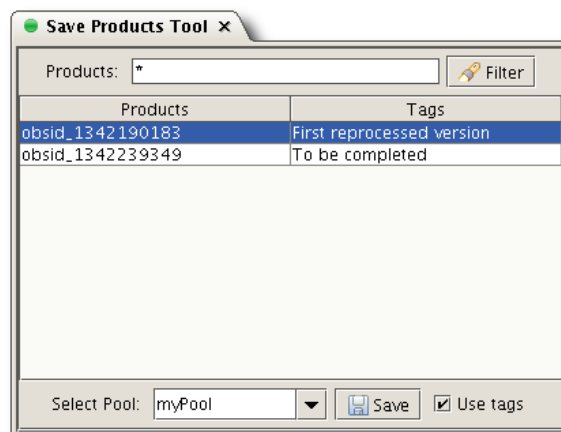 Save Products Tool
Products: * Filter
Products Tags
obsid_1342190183 First reprocessed version
obsid_1342239349 To be completed
Select Pool: myPool Save Use tags